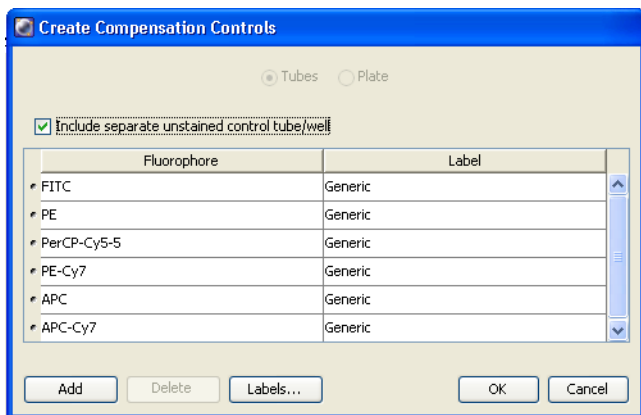 Create Compensation Controls
Tubes Plate
Include separate unstained control tube/well
Fluorophore Label
FITC Generic
PE Generic
PerCP-Cy5-5 Generic
PE-Cy7 Generic
APC Generic
APC-Cy7 Generic
Add Delete Labels... OK Cancel